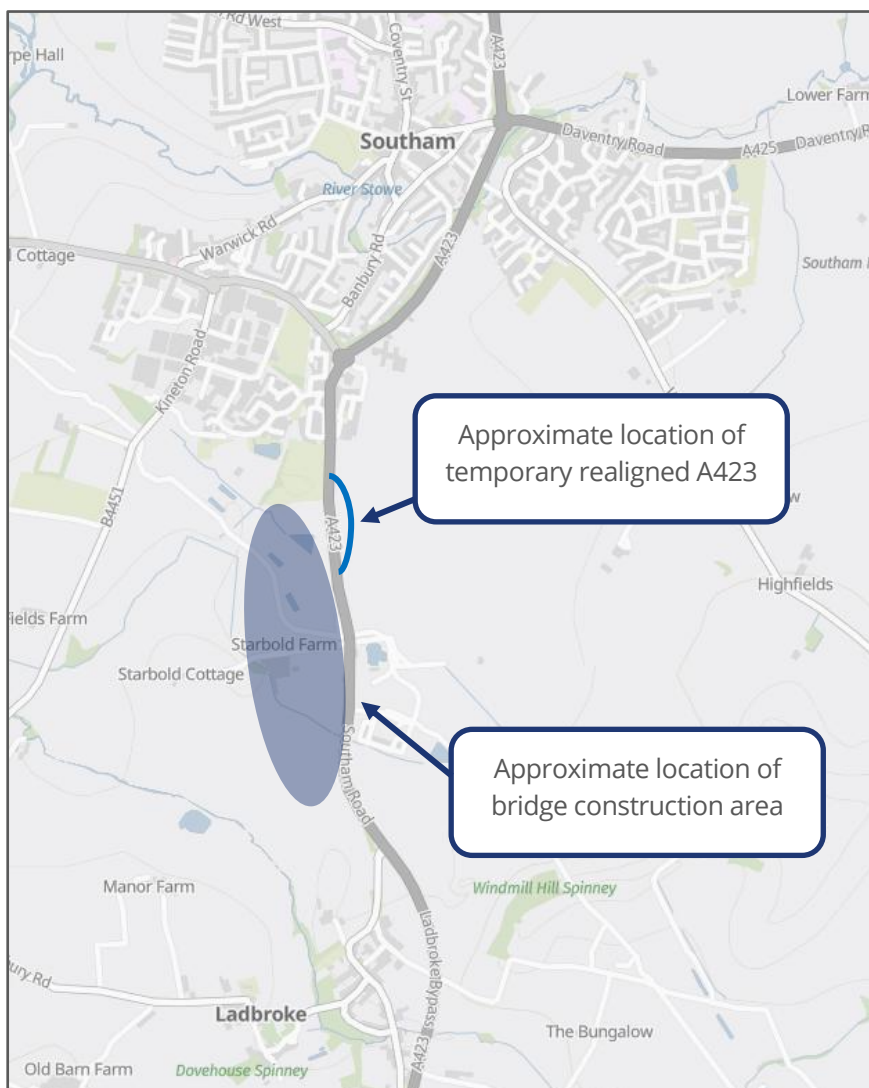 rd West
rpe Hall
Coventry St
A423
Lower Farm
Daventry Road
A425
Daventry R
Southam
River Stowe
A423
Warwick Rd
Banbury Rd
Cottage
Southam
Kineton Road
Approximate location of
temporary realigned A423
B4451
A423
Highfields
ields Farm
Starbold Farm
Starbold Cottage
Southam Road
Approximate location of
bridge construction area
Manor Farm
Windmill Hill Spinney
Ladbroke Bypass
ury Rd
Ladbroke
The Bungalow
A423
Old Barn Farm
Dovehouse Spinney